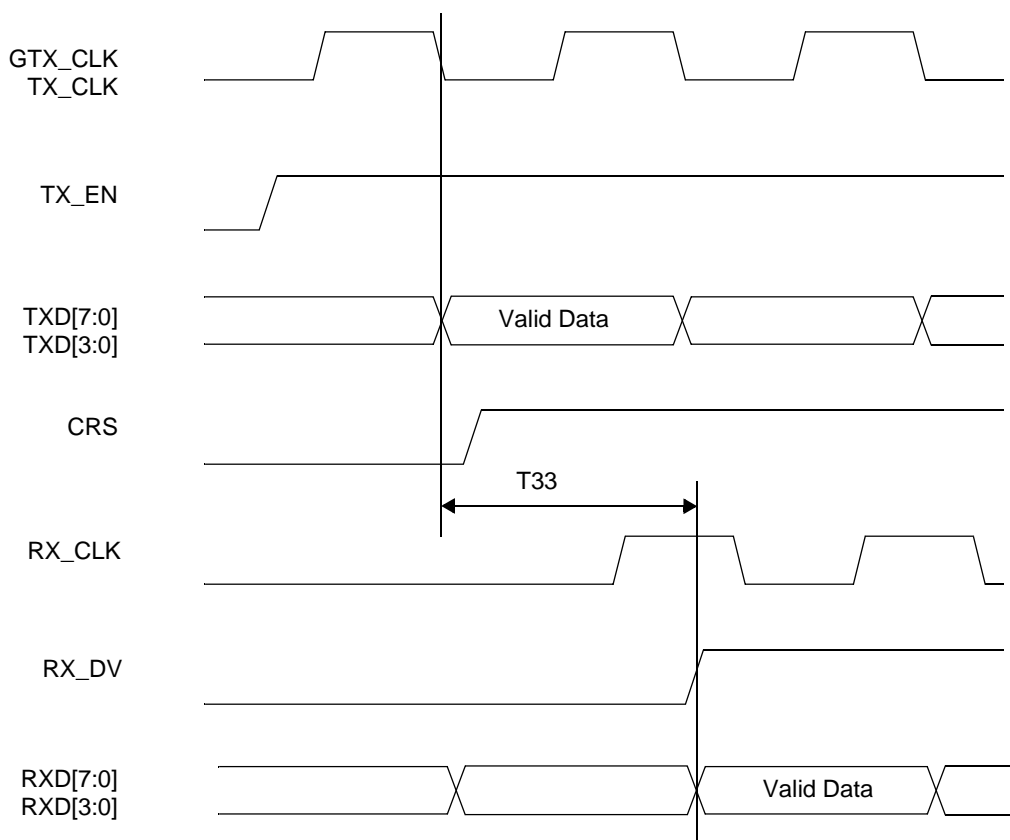 GTX_CLK
TX_CLK
TX_EN
TXD[7:0]
TXD[3:0]
Valid Data
CRS
T33
RX_CLK
RX_DV
RXD[7:0]
RXD[3:0]
Valid Data